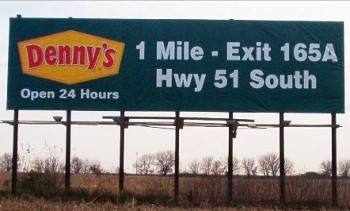 Denny's
Open 24 Hours
1 Mile - Exit 165A
Hwy 51 South